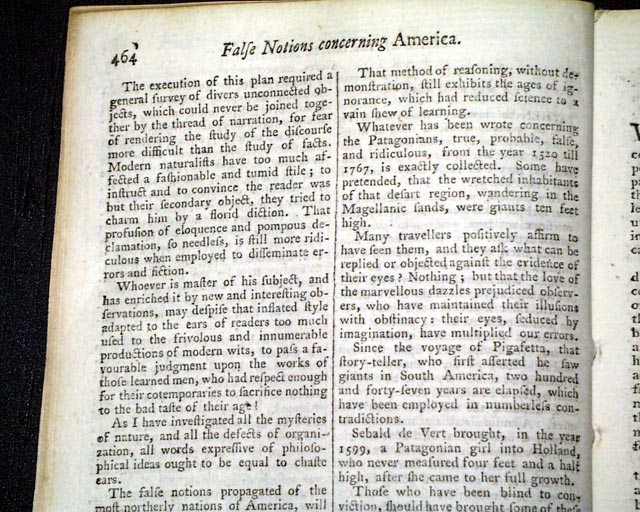 464
False Notions concerning America.
The execution of this plan required a
general survey of divers unconnected ob-
jects, which could never be joined toge-
ther by the thread of narration, for fear
of rendering the study of the discourse
more difficult than the study of facts.
Modern naturalists have too much af-
fected a fashionable and tumid stile; to
instruct and to convince the reader was
but their secondary object, they tried to
charm him by a florid diction. That
profusion of eloquence and pompous de-
clamation, so needless, is still more ridi-
culous when employed to disseminate er-
rors and fiction.
Whoever is master of his subject, and
has enriched it by new and interesting ob-
servations, may despise that inflated style
adapted to the ears of readers too much
used to the frivolous and innumerable
productions of modern wits, to pass a fa-
vourable judgment upon the works of
those learned men, who had respect enough
for their cotemporaries to sacrifice nothing
to the bad taste of their age!
As I have investigated all the mysteries
of nature, and all the defects of organi-
zation, all words expressive of philoso-
phical ideas ought to be equal to chaste
ears.
The false notions propagated of the
most northerly nations of America, will
That method of reasoning, without de-
monstration, still exhibits the ages of ig-
norance, which had reduced science to a
vain shew of learning.
Whatever has been wrote concerning
the Patagonians, true, probable, false,
and ridiculous, from the year 1520 till
1767, is exactly collected. Some have
pretended, that the wretched inhabitants
of that desart region, wandering in the
Magellanic sands, were giants ten feet
high.
Many travellers positively affirm to
have seen them, and they ask what can be
replied or objected against the evidence of
their eyes? Nothing; but that the love of
the marvellous dazzles prejudiced observ-
ers, who have maintained their illusions
with obstinacy: their eyes, seduced by
imagination, have multiplied our errors.
Since the voyage of Pigafetta, that
story-teller, who first asserted he saw
giants in South America, two hundred
and forty-seven years are elapsed, which
have been employed in numberless con-
tradictions.
Sebald de Vert brought, in the year
1599, a Patagonian girl into Holland,
who never measured four feet and a half
high, after she came to her full growth.
Those who have been blind to con-
viction, should have brought some of these